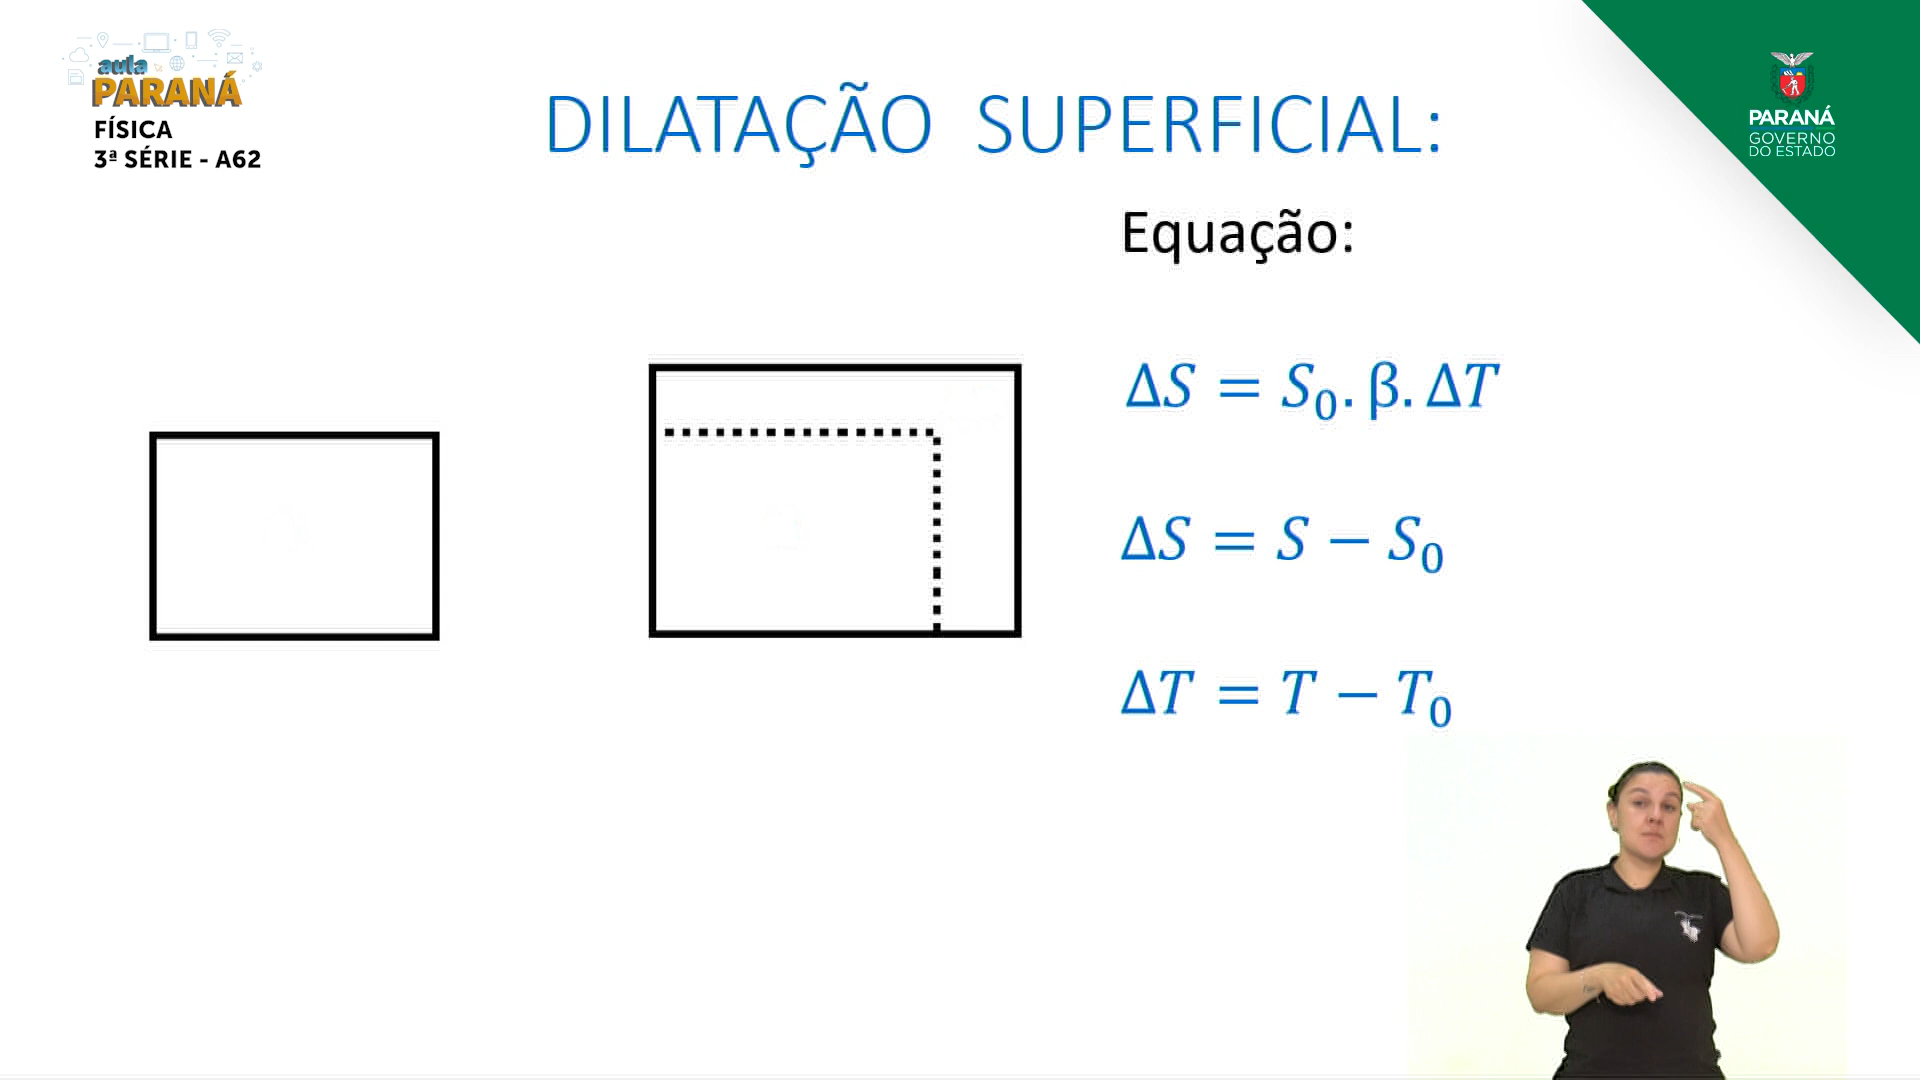 aula
PARANÁ
FÍSICA
3ª SÉRIE - A62
DILATAÇÃO SUPERFICIAL:
PARANÁ
GOVERNO
DO ESTADO
Equação:
ΔS = S₀. β. ΔT
ΔS = S − S₀
ΔT = T − T₀